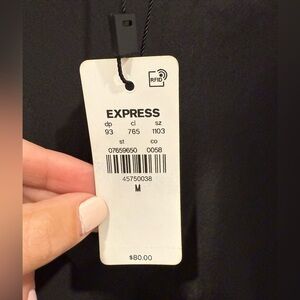 RFID
EXPRESS
dp cl sz
93 765 1103
st co
07659650 0058
45750038
M
$80.00